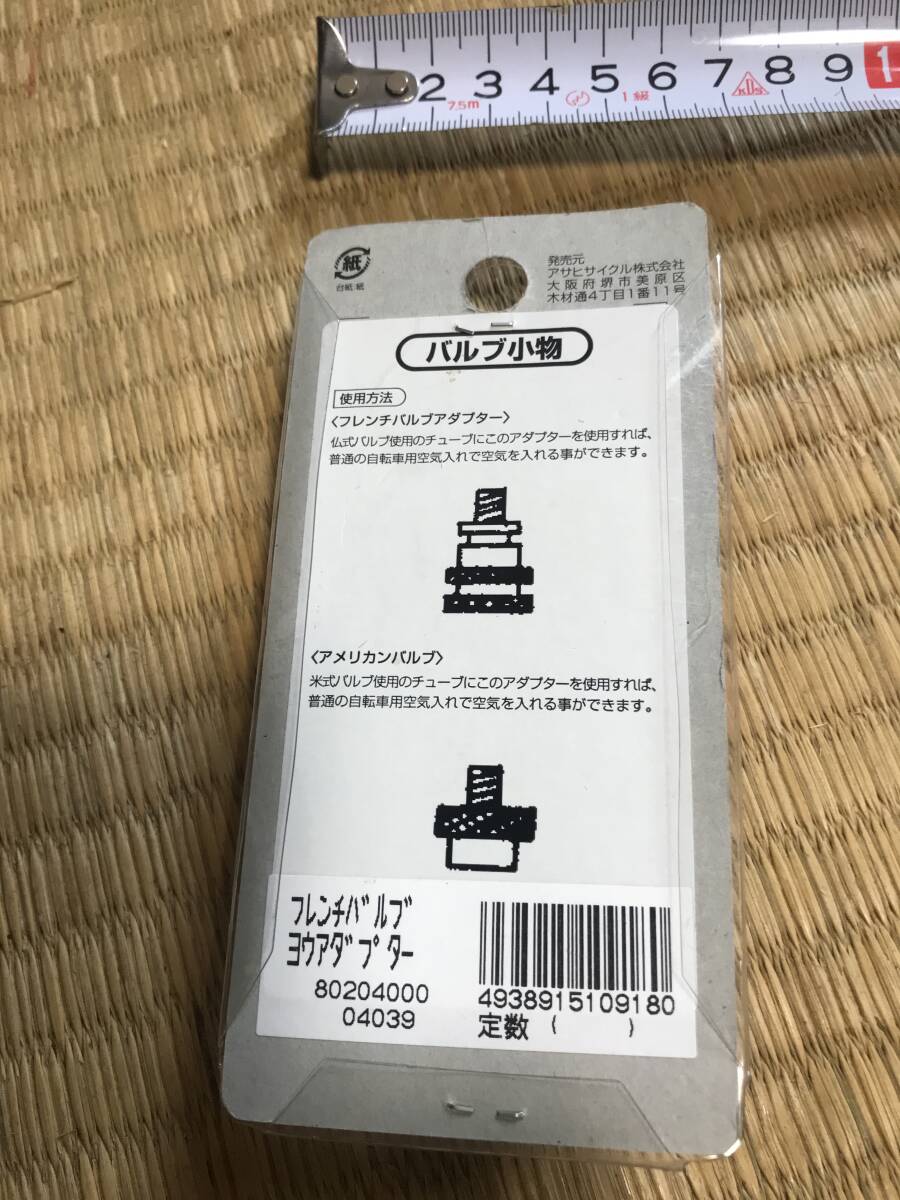 2 3 4 5 6 7 8 9 1
7.5m
1級
KDS
紙
台紙:紙
発売元
アサヒサイクル株式会社
大阪府堺市美原区
木材通4丁目1番11号
バルブ小物
使用方法
〈フレンチバルブアダプター〉
仏式バルブ使用のチューブにこのアダプターを使用すれば、
普通の自転車用空気入れで空気を入れる事ができます。
〈アメリカンバルブ〉
米式バルブ使用のチューブにこのアダプターを使用すれば、
普通の自転車用空気入れで空気を入れる事ができます。
フレンチバルブ
ヨウアダプター
80204000
04039
4938915109180
定数 ( )